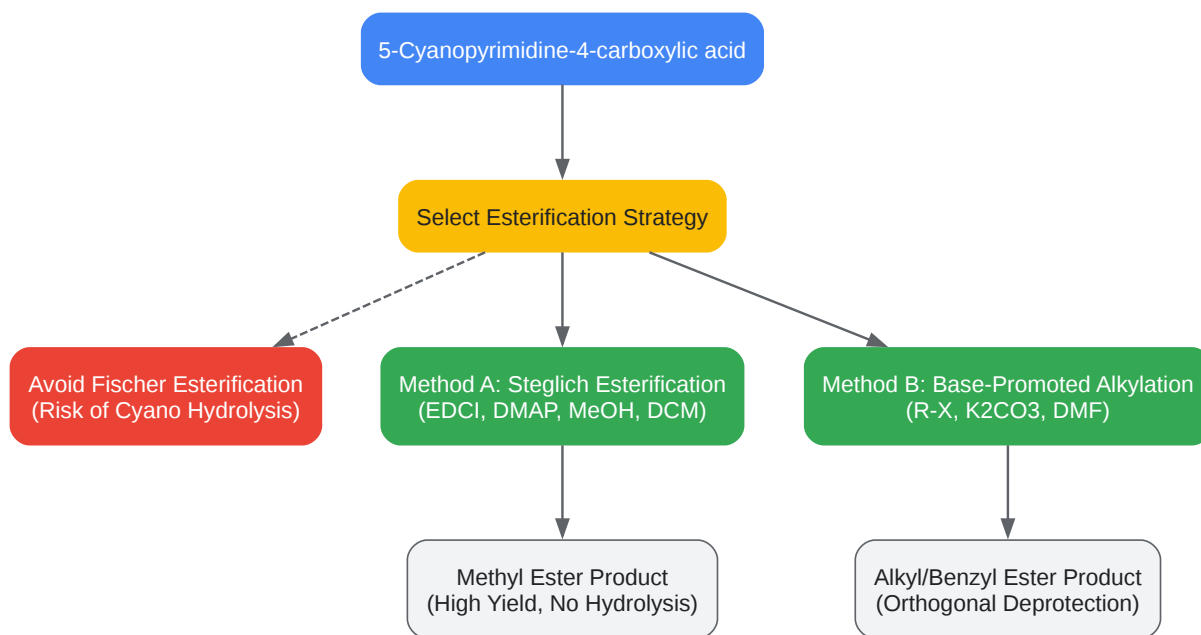 5-Cyanopyrimidine-4-carboxylic acid
Select Esterification Strategy
Avoid Fischer Esterification
(Risk of Cyano Hydrolysis)
Method A: Steglich Esterification
(EDCI, DMAP, MeOH, DCM)
Method B: Base-Promoted Alkylation
(R-X, K2CO3, DMF)
Methyl Ester Product
(High Yield, No Hydrolysis)
Alkyl/Benzyl Ester Product
(Orthogonal Deprotection)